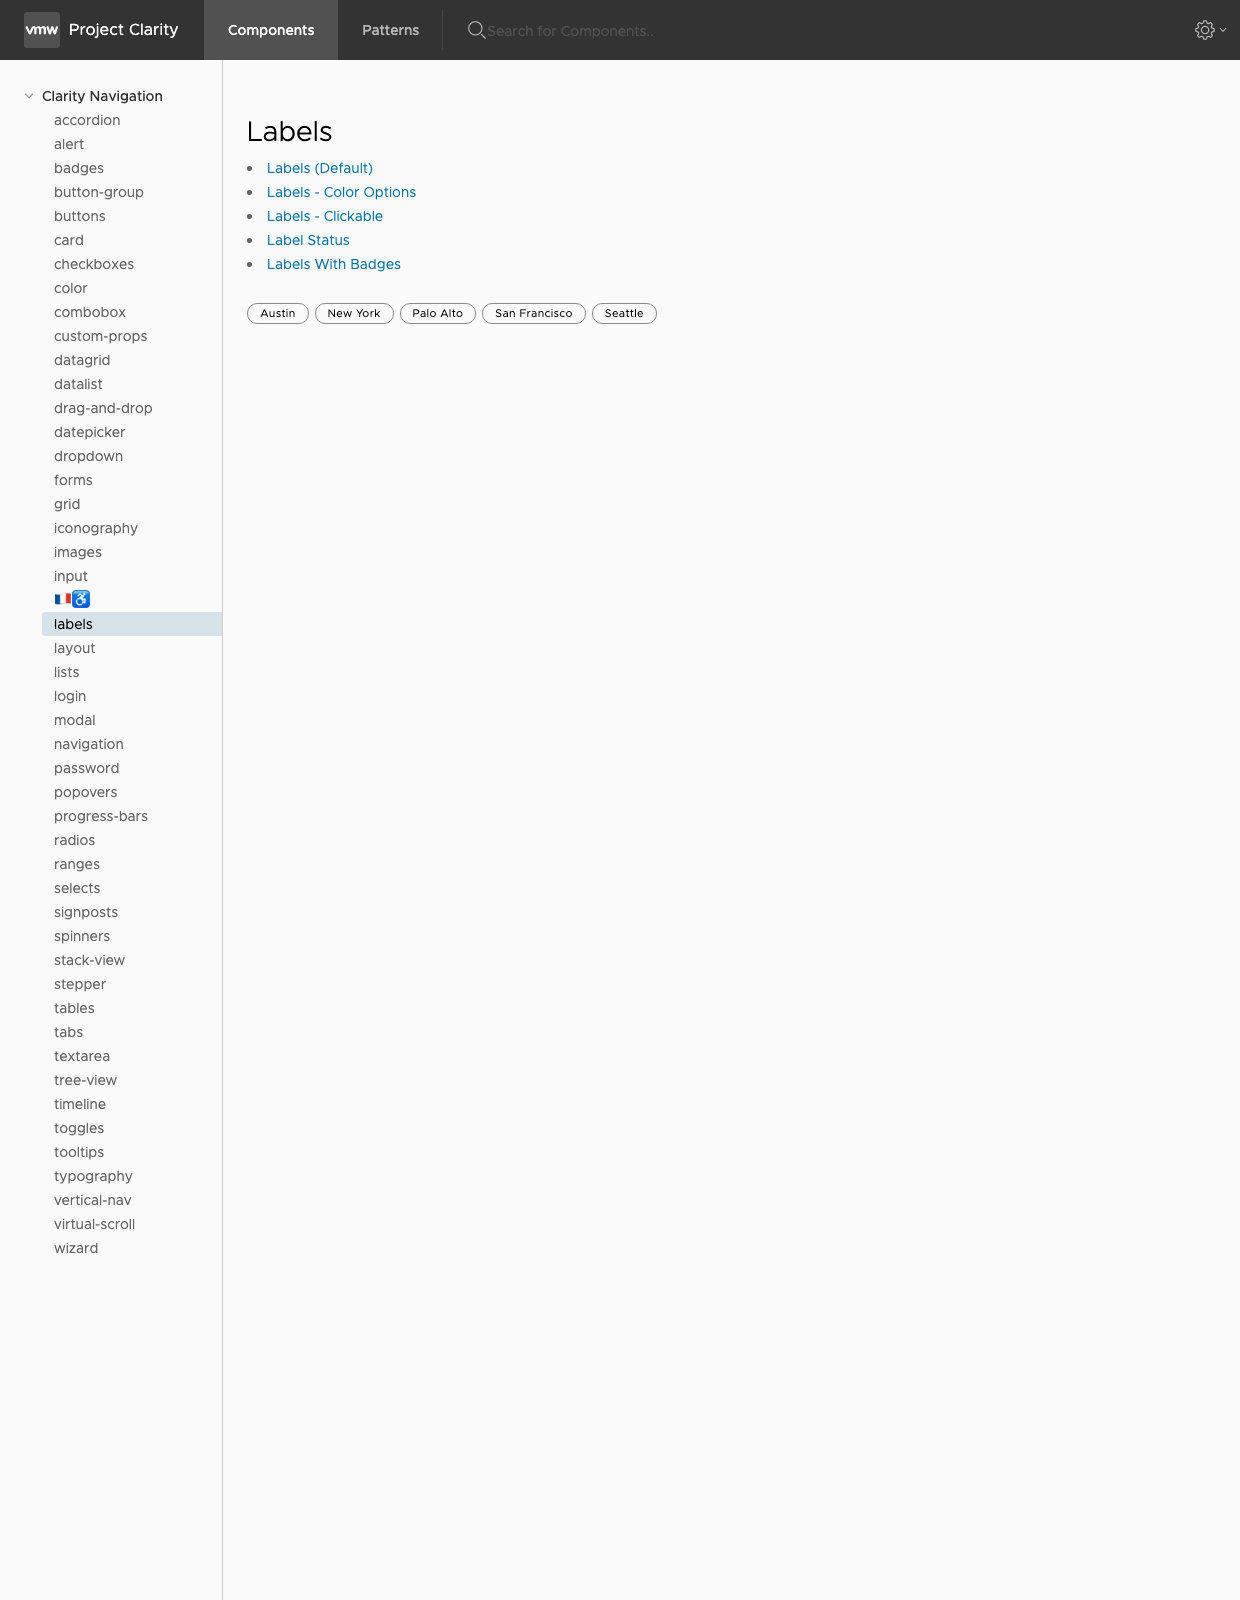 vmw Project Clarity Components Patterns Search for Components..
Clarity Navigation
accordion
alert
badges
button-group
buttons
card
checkboxes
color
combobox
custom-props
datagrid
datalist
drag-and-drop
datepicker
dropdown
forms
grid
iconography
images
input
🇫🇷♿
labels
layout
lists
login
modal
navigation
password
popovers
progress-bars
radios
ranges
selects
signposts
spinners
stack-view
stepper
tables
tabs
textarea
tree-view
timeline
toggles
tooltips
typography
vertical-nav
virtual-scroll
wizard
Labels
Labels (Default)
Labels - Color Options
Labels - Clickable
Label Status
Labels With Badges
Austin New York Palo Alto San Francisco Seattle